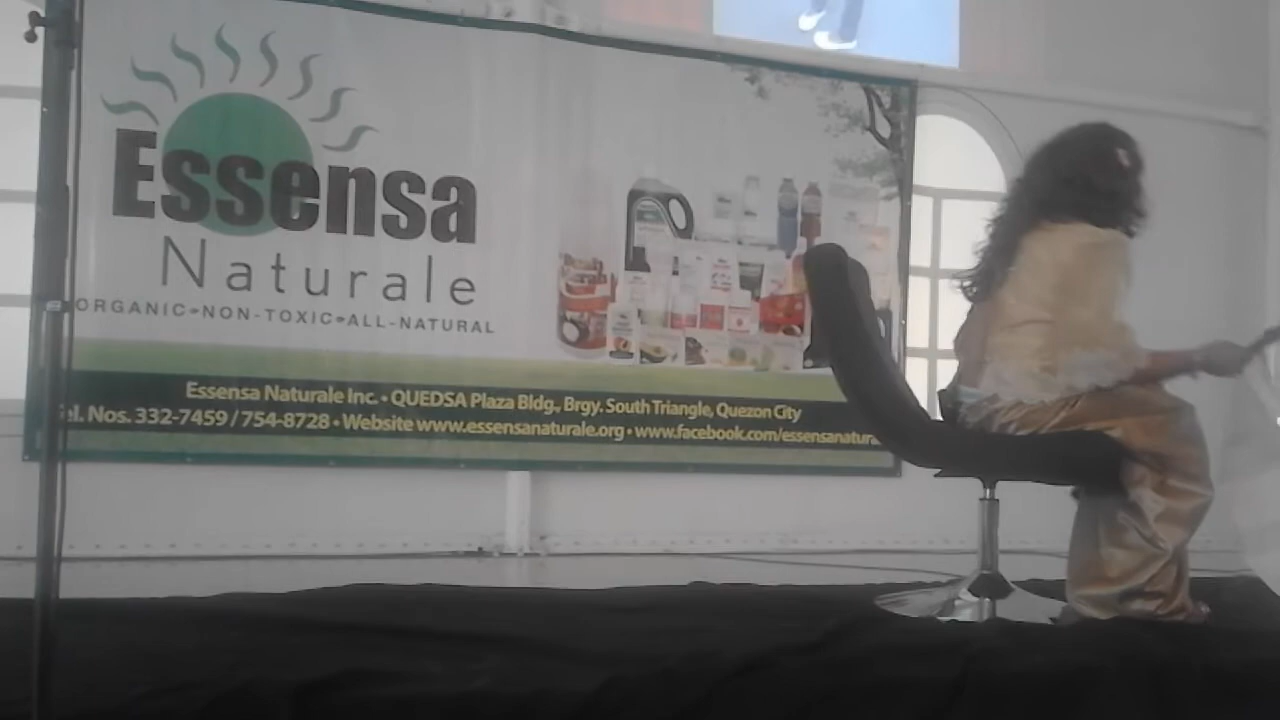 Essensa
Naturale
ORGANIC•NON-TOXIC•ALL-NATURAL
Essensa Naturale Inc. • QUEDSA Plaza Bldg., Brgy. South Triangle, Quezon City
el. Nos. 332-7459 / 754-8728 • Website www.essensanaturale.org • www.facebook.com/essensanatura